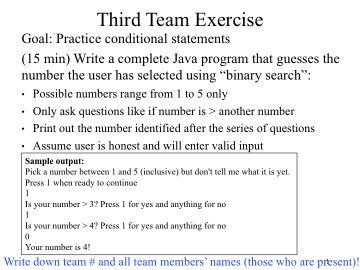 Third Team Exercise
Goal: Practice conditional statements
(15 min) Write a complete Java program that guesses the
number the user has selected using “binary search”:
• Possible numbers range from 1 to 5 only
• Only ask questions like if number is > another number
• Print out the number identified after the series of questions
• Assume user is honest and will enter valid input
Sample output:
Pick a number between 1 and 5 (inclusive) but don't tell me what it is yet.
Press 1 when ready to continue
1
Is your number > 3? Press 1 for yes and anything for no
1
Is your number > 4? Press 1 for yes and anything for no
0
Your number is 4!
Write down team # and all team members’ names (those who are present)!